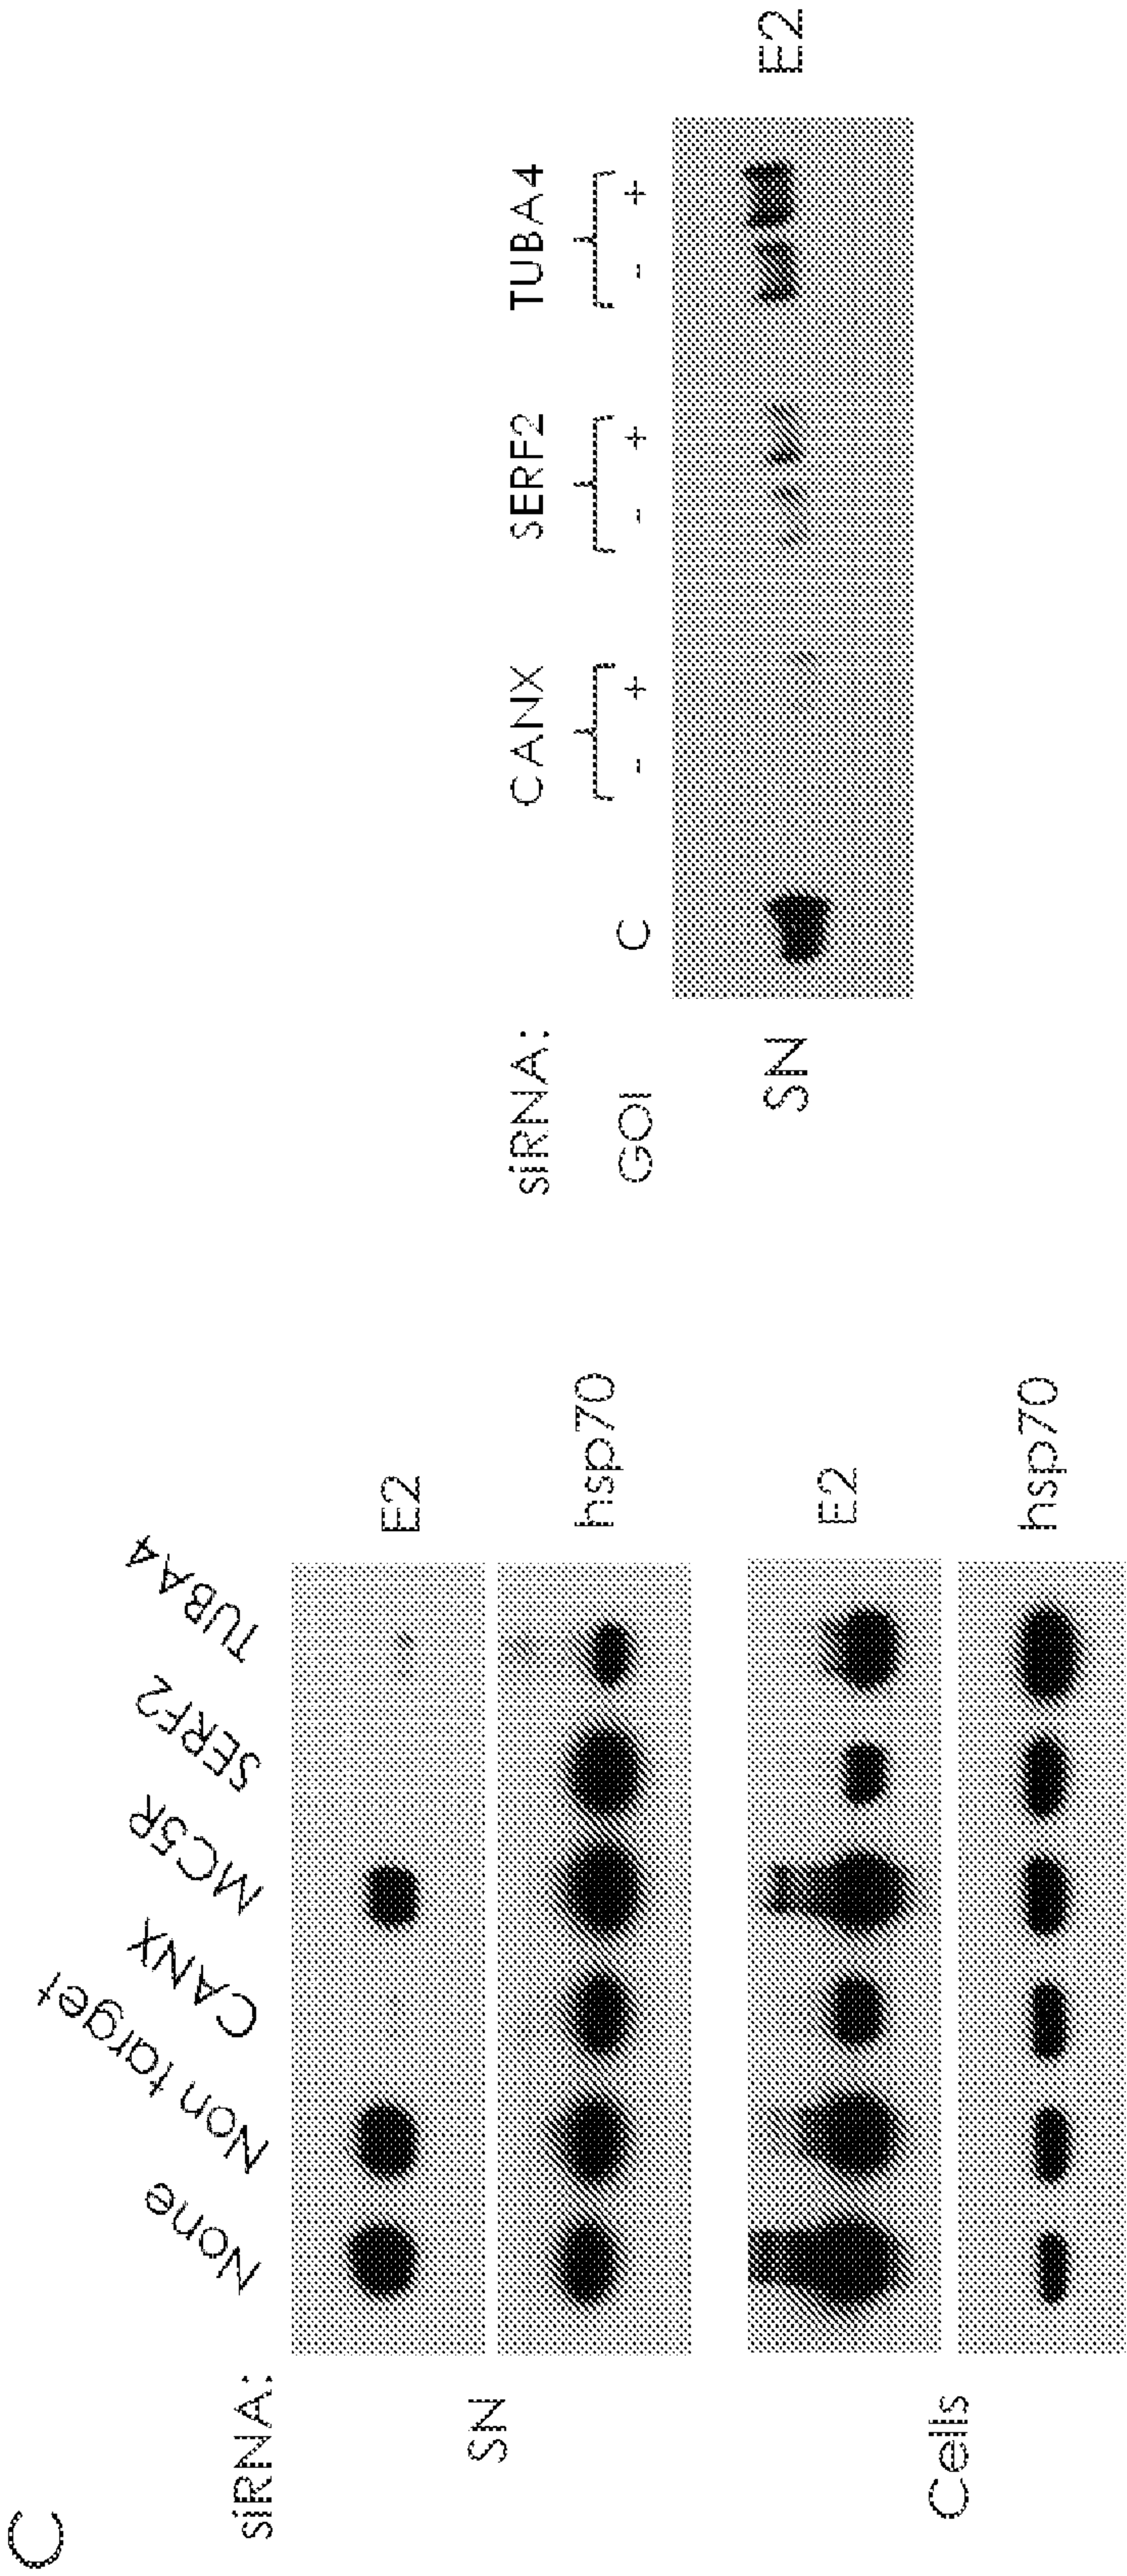 C
siRNA:
None
Non target
CANX
MC5R
SERF2
TUBA4
SN
E2
hsp70
Cells
E2
hsp70
siRNA:
CANX
SERF2
TUBA4
GOI
C
- + - + - +
SN
E2